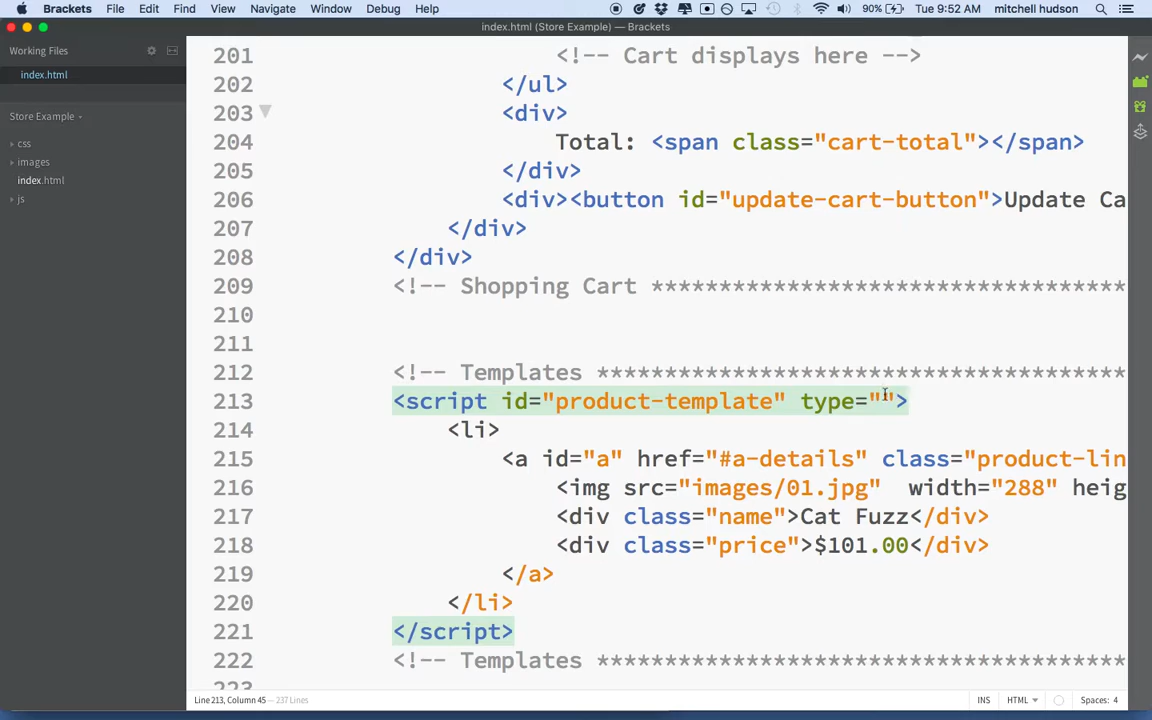 Brackets File Edit Find View Navigate Window Debug Help 90% Tue 9:52 AM mitchell hudson
index.html (Store Example) — Brackets
Working Files
index.html
Store Example
css
images
index.html
js
201 <!-- Cart displays here -->
202 </ul>
203 <div>
204 Total: <span class="cart-total"></span>
205 </div>
206 <div><button id="update-cart-button">Update Ca
207 </div>
208 </div>
209 <!-- Shopping Cart ***********************************
210
211
212 <!-- Templates ***************************************
213 <script id="product-template" type="">
214 <li>
215 <a id="a" href="#a-details" class="product-lin
216 <img src="images/01.jpg"  width="288" heig
217 <div class="name">Cat Fuzz</div>
218 <div class="price">$101.00</div>
219 </a>
220 </li>
221 </script>
222 <!-- Templates ***************************************
223
Line 213, Column 45 — 237 Lines INS HTML Spaces: 4